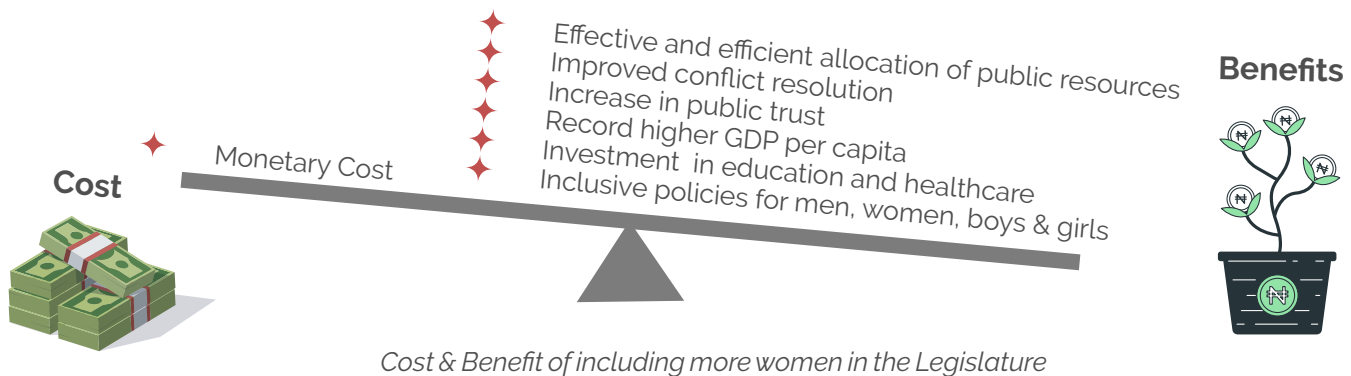 Effective and efficient allocation of public resources
Improved conflict resolution
Increase in public trust
Record higher GDP per capita
Investment in education and healthcare
Inclusive policies for men, women, boys & girls
Benefits
₦
₦
₦
₦
₦
Monetary Cost
Cost
Cost & Benefit of including more women in the Legislature